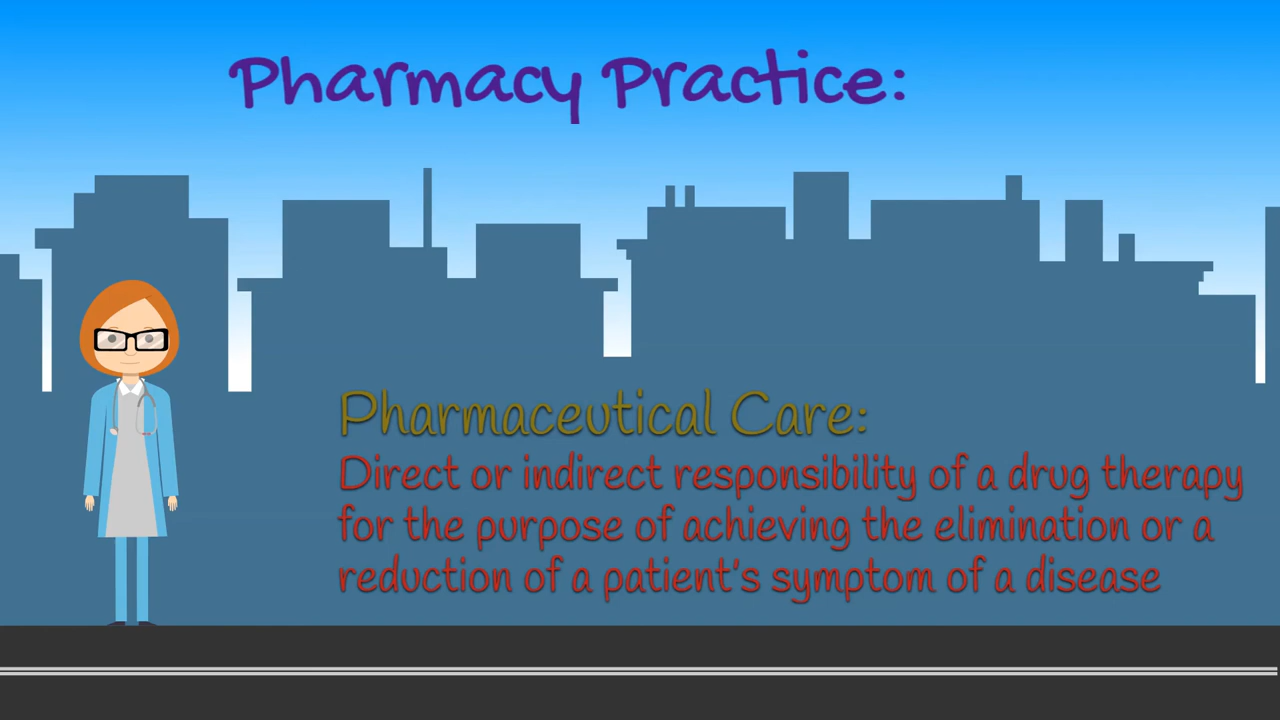 Pharmacy Practice:
Pharmaceutical Care:
Direct or indirect responsibility of a drug therapy
for the purpose of achieving the elimination or a
reduction of a patient's symptom of a disease